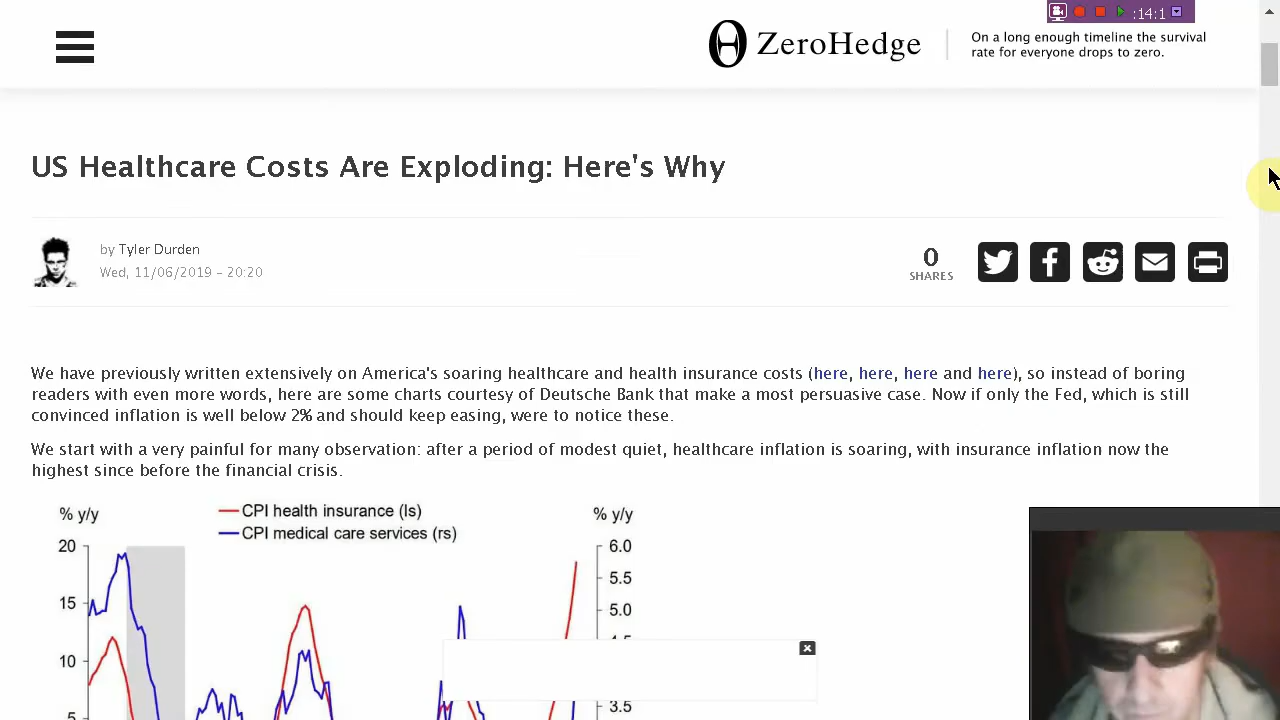 :14:1
ZeroHedge
On a long enough timeline the survival
rate for everyone drops to zero.
US Healthcare Costs Are Exploding: Here's Why
by Tyler Durden
Wed, 11/06/2019 – 20:20
0
SHARES
We have previously written extensively on America's soaring healthcare and health insurance costs (here, here, here and here), so instead of boring
readers with even more words, here are some charts courtesy of Deutsche Bank that make a most persuasive case. Now if only the Fed, which is still
convinced inflation is well below 2% and should keep easing, were to notice these.
We start with a very painful for many observation: after a period of modest quiet, healthcare inflation is soaring, with insurance inflation now the
highest since before the financial crisis.
% y/y
CPI health insurance (ls)
% y/y
CPI medical care services (rs)
20
6.0
5.5
15
5.0
10
3.5